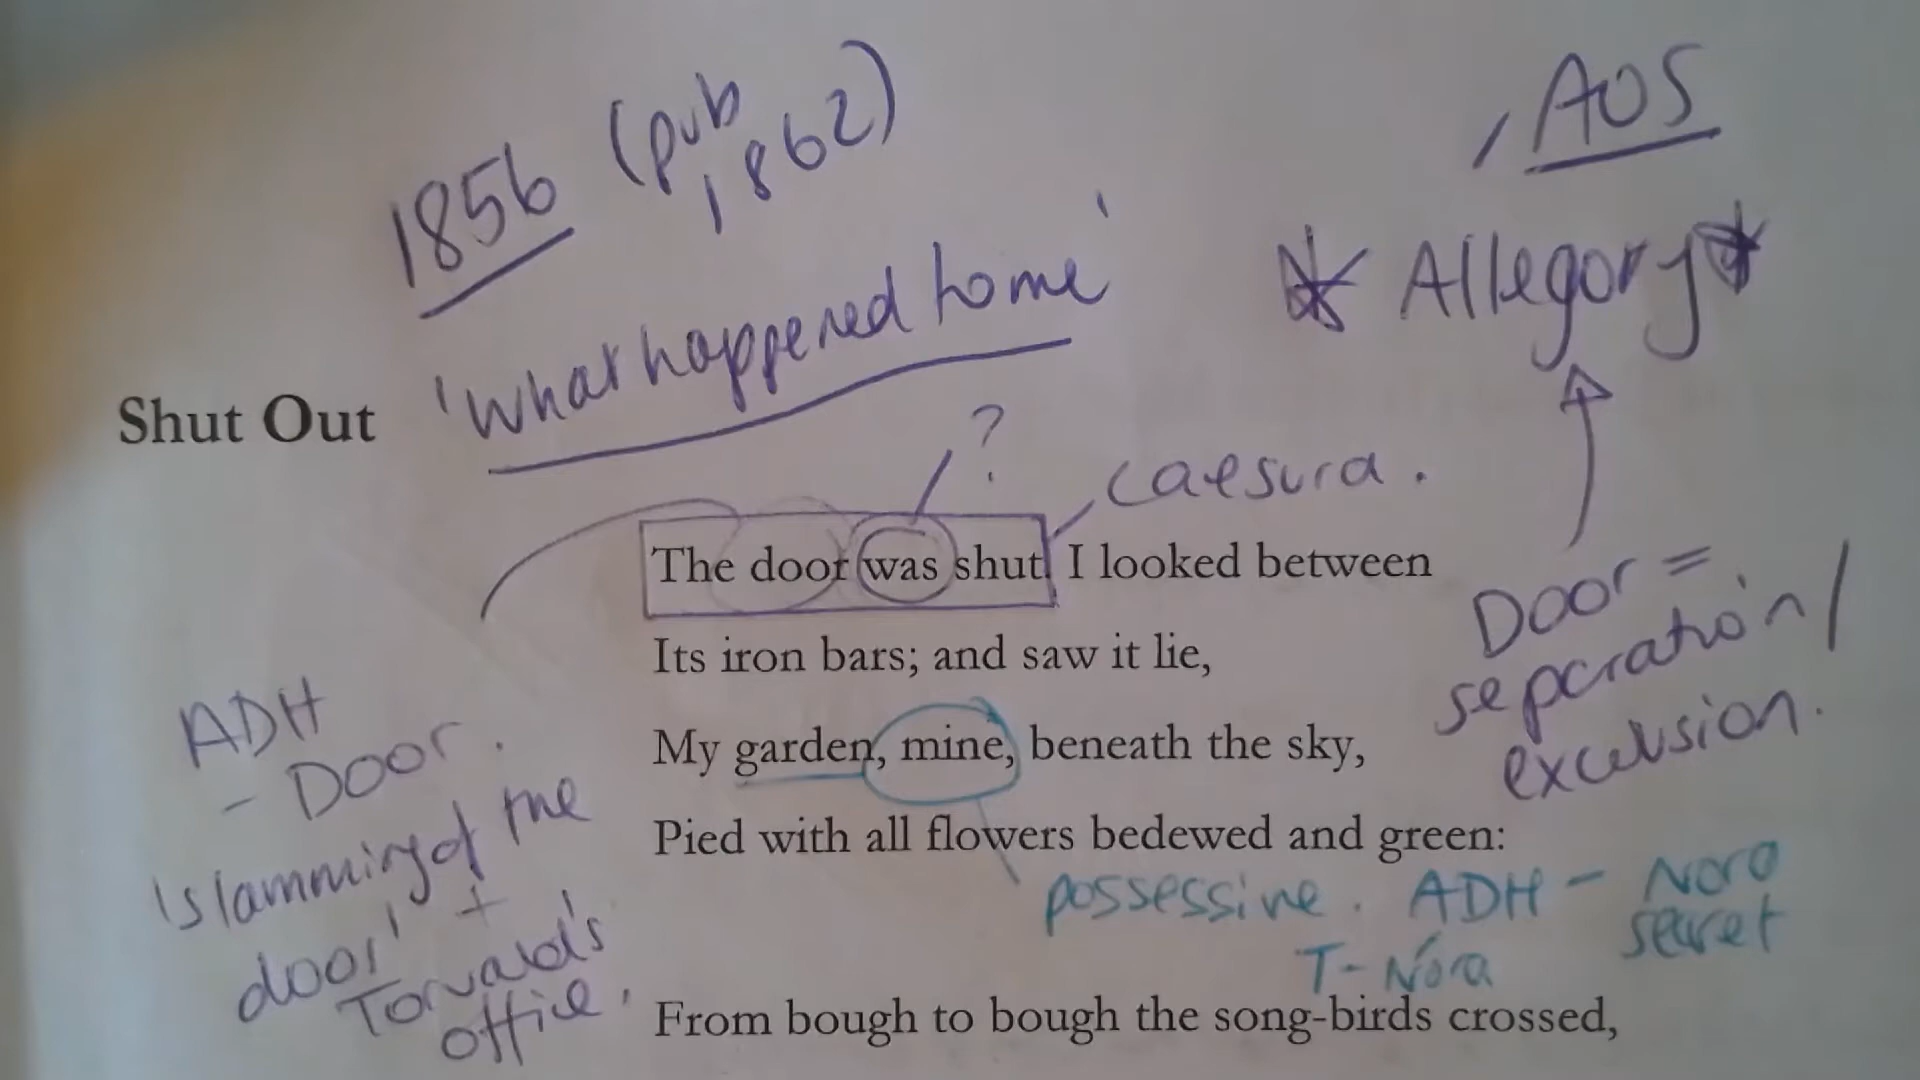 1856 (pub 1862)
, AOS
'What happened to me'
* Allegory *
Shut Out
?
caesura.
The door was shut. I looked between
Door =
separation /
exculsion.
Its iron bars; and saw it lie,
My garden, mine, beneath the sky,
Pied with all flowers bedewed and green:
ADH
- Door.
'slamming of the
door' +
Torvald's
office.
possessive. ADH - Nora
secret
T - Nora
From bough to bough the song-birds crossed,